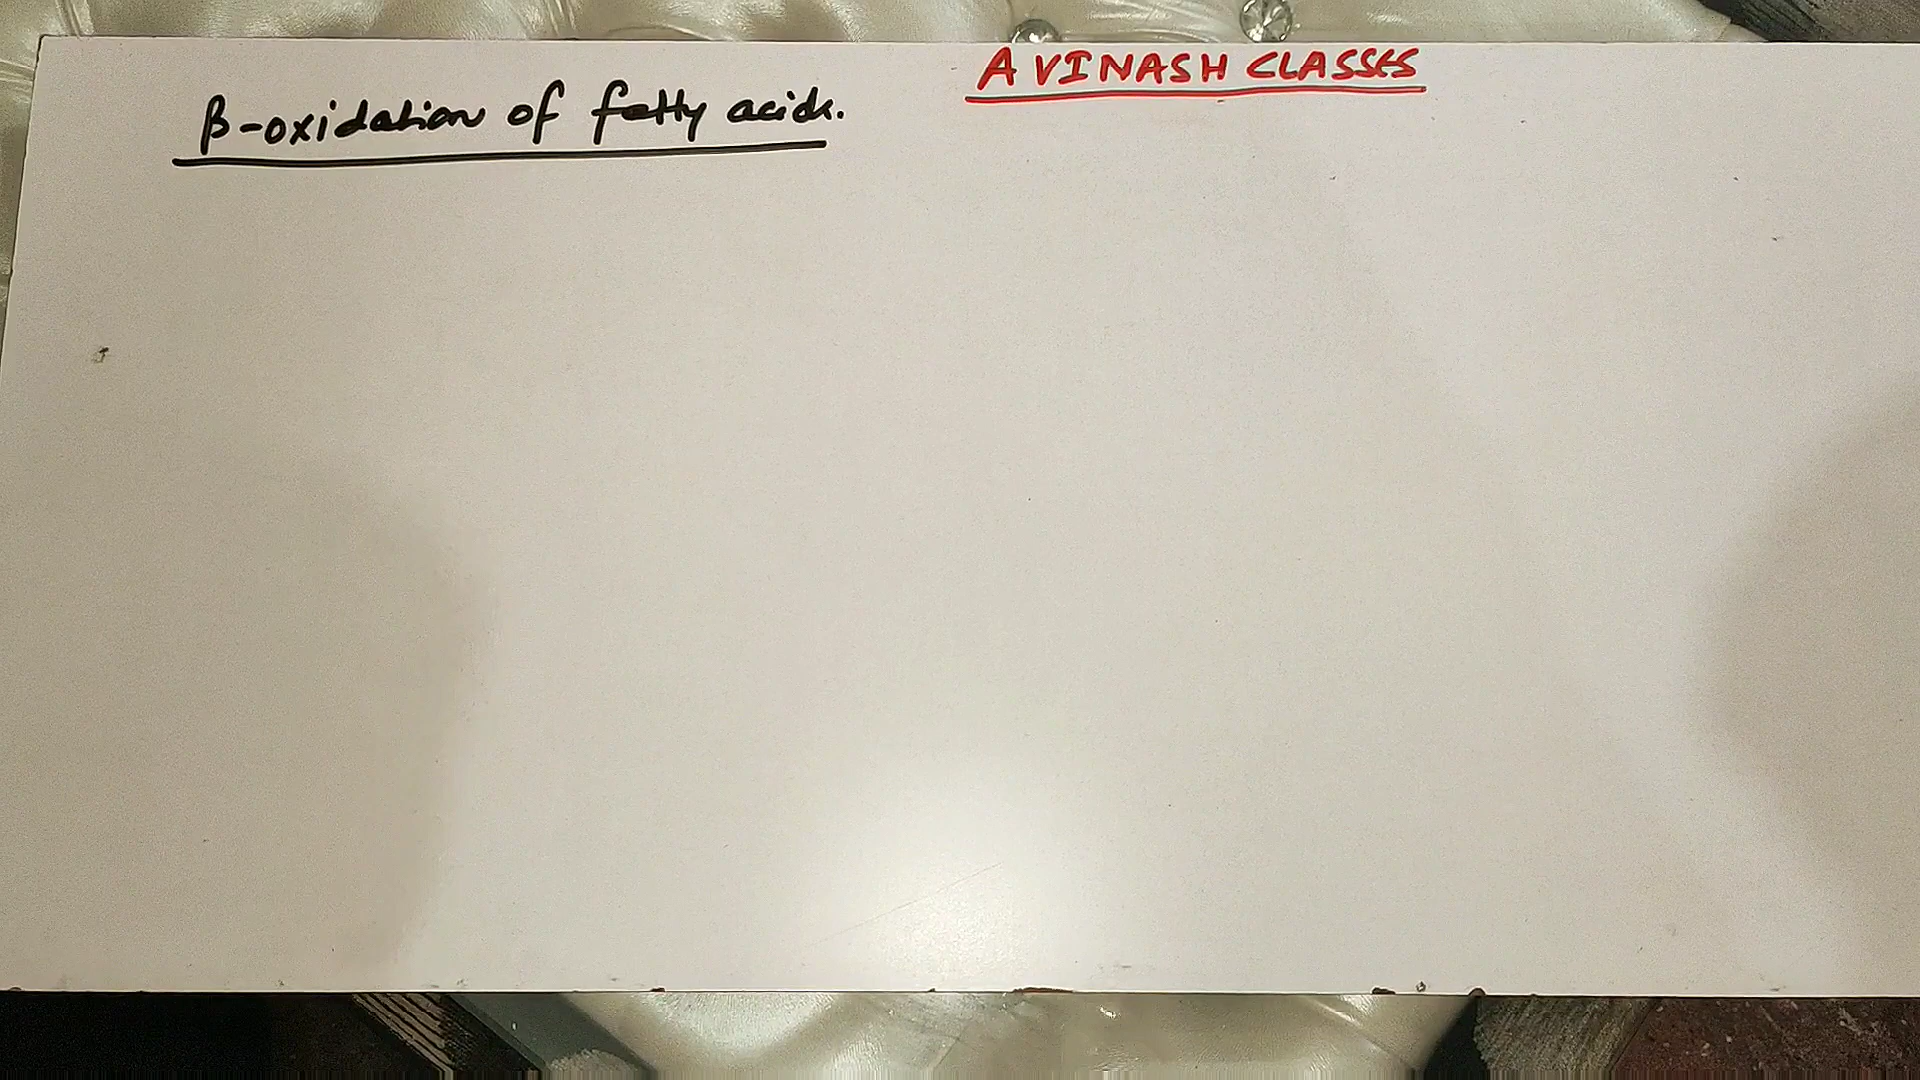 AVINASH CLASSES
β-oxidation of fatty acids.